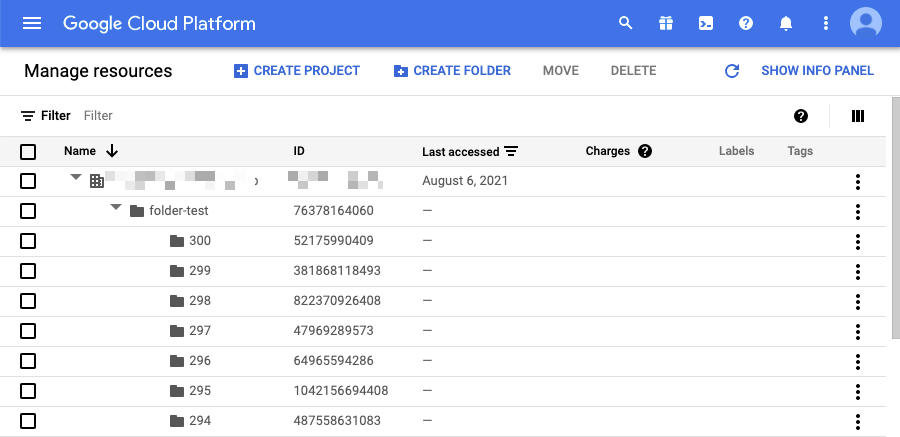 Google Cloud Platform
Manage resources CREATE PROJECT CREATE FOLDER MOVE DELETE SHOW INFO PANEL
Filter Filter
Name ID Last accessed Charges Labels Tags
August 6, 2021
folder-test 76378164060 —
300 52175990409 —
299 381868118493 —
298 822370926408 —
297 47969289573 —
296 64965594286 —
295 1042156694408 —
294 487558631083 —